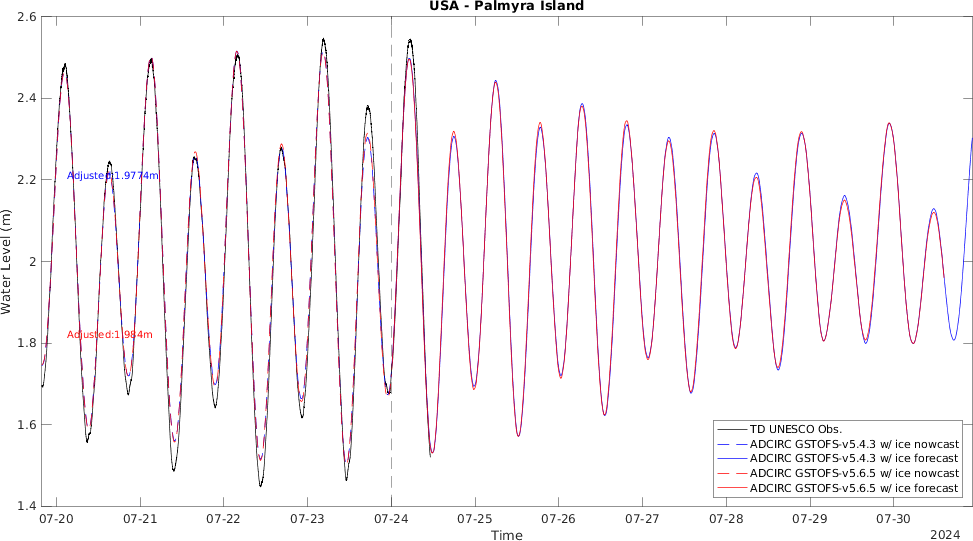 USA - Palmyra Island
2.6
2.4
2.2
2
1.8
1.6
1.4
Water Level (m)
Adjusted:1.9774m
Adjusted:1.984m
TD UNESCO Obs.
ADCIRC GSTOFS-v5.4.3 w/ ice nowcast
ADCIRC GSTOFS-v5.4.3 w/ ice forecast
ADCIRC GSTOFS-v5.6.5 w/ ice nowcast
ADCIRC GSTOFS-v5.6.5 w/ ice forecast
07-20 07-21 07-22 07-23 07-24 07-25 07-26 07-27 07-28 07-29 07-30
Time
2024